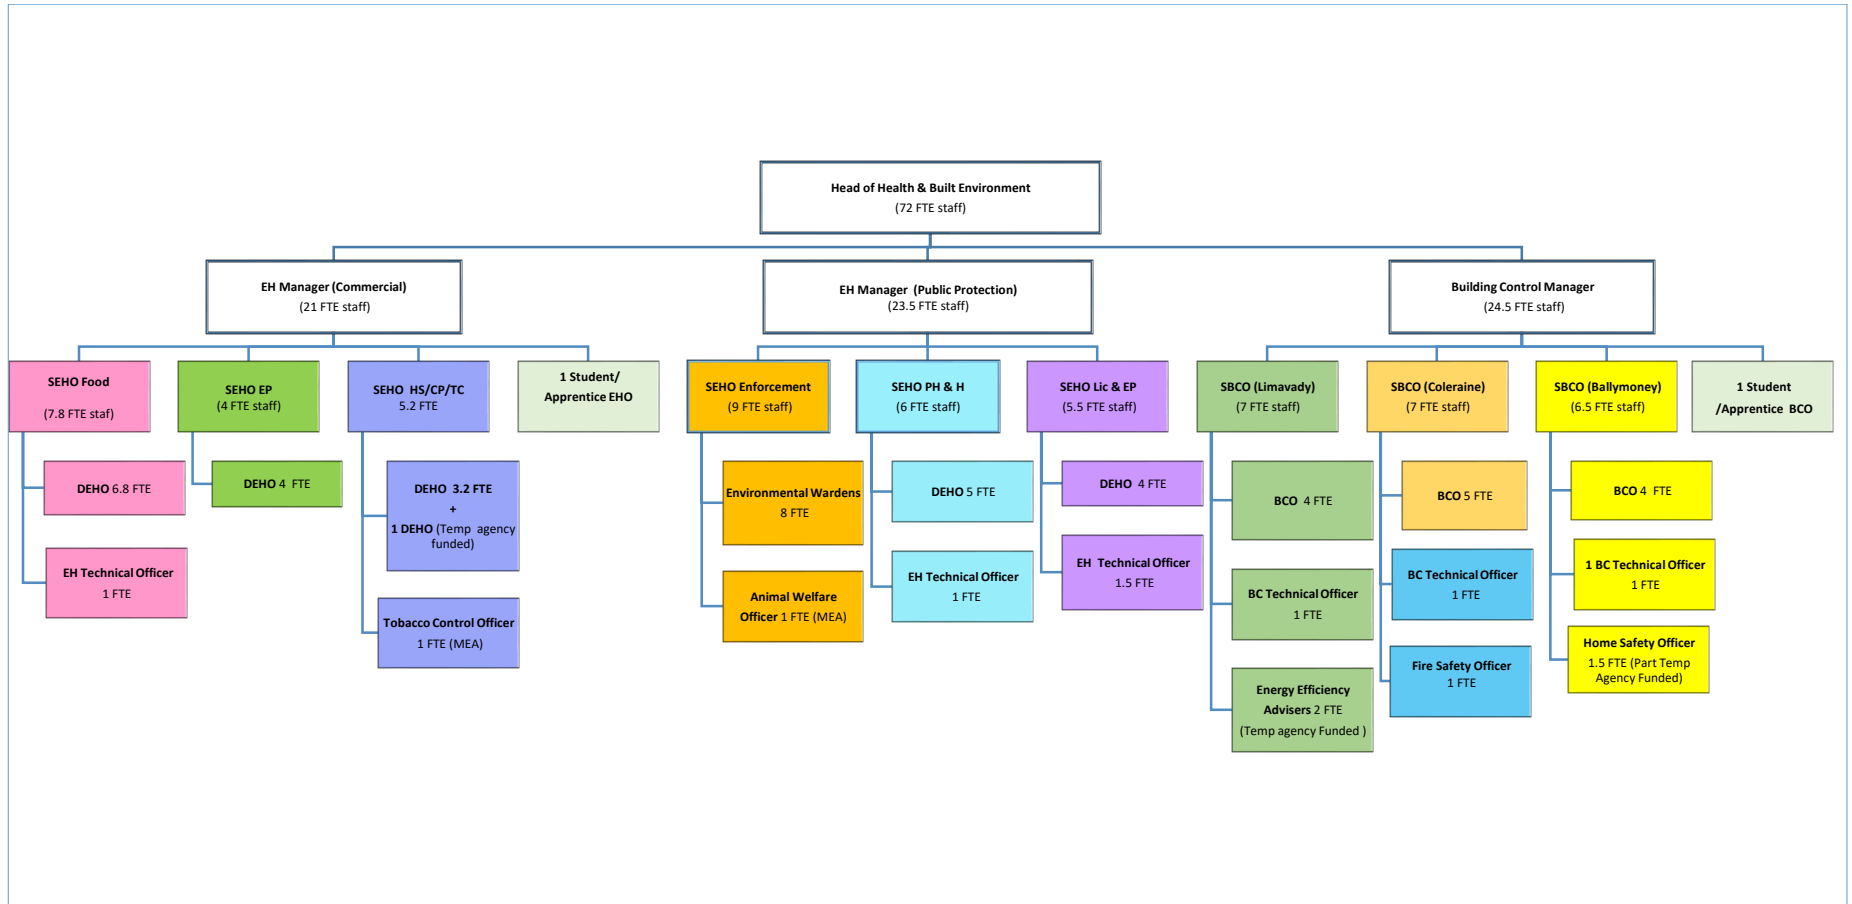 Head of Health & Built Environment
(72 FTE staff)
EH Manager (Commercial)
(21 FTE staff)
EH Manager (Public Protection)
(23.5 FTE staff)
Building Control Manager
(24.5 FTE staff)
SEHO Food
(7.8 FTE staf)
SEHO EP
(4 FTE staff)
SEHO HS/CP/TC
5.2 FTE
1 Student/
Apprentice EHO
SEHO Enforcement
(9 FTE staff)
SEHO PH & H
(6 FTE staff)
SEHO Lic & EP
(5.5 FTE staff)
SBCO (Limavady)
(7 FTE staff)
SBCO (Coleraine)
(7 FTE staff)
SBCO (Ballymoney)
(6.5 FTE staff)
1 Student
/Apprentice BCO
DEHO 6.8 FTE
EH Technical Officer
1 FTE
DEHO 4 FTE
DEHO 3.2 FTE
+
1 DEHO (Temp agency
funded)
Tobacco Control Officer
1 FTE (MEA)
Environmental Wardens
8 FTE
Animal Welfare
Officer 1 FTE (MEA)
DEHO 5 FTE
EH Technical Officer
1 FTE
DEHO 4 FTE
EH Technical Officer
1.5 FTE
BCO 4 FTE
BC Technical Officer
1 FTE
Energy Efficiency
Advisers 2 FTE
(Temp agency Funded )
BCO 5 FTE
BC Technical Officer
1 FTE
Fire Safety Officer
1 FTE
BCO 4 FTE
1 BC Technical Officer
1 FTE
Home Safety Officer
1.5 FTE (Part Temp
Agency Funded)